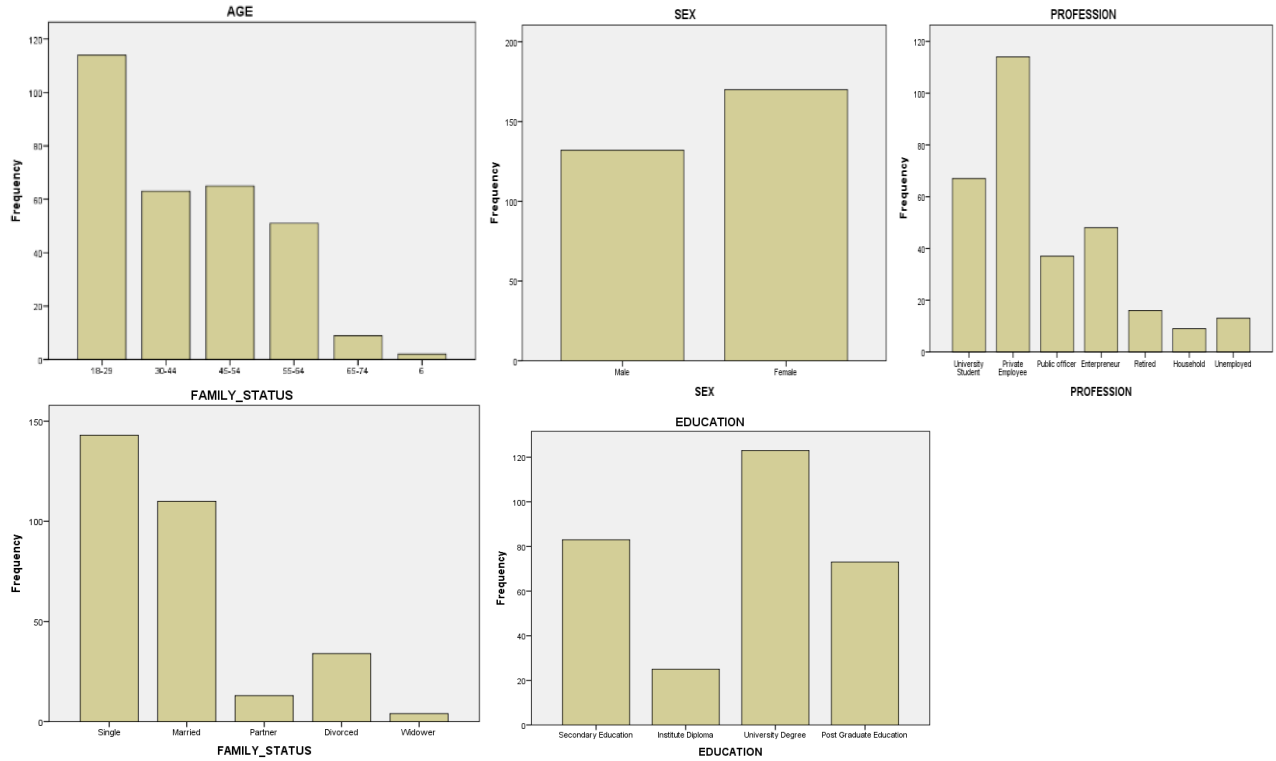 AGE
Frequency
120
100
80
60
40
20
0
18-29
30-44
45-54
55-64
65-74
6
SEX
Frequency
200
150
100
50
0
Male
Female
SEX
PROFESSION
Frequency
120
100
80
60
40
20
0
University
Student
Private
Employee
Public officer
Enterpreneur
Retired
Household
Unemployed
PROFESSION
FAMILY_STATUS
Frequency
150
100
50
0
Single
Married
Partner
Divorced
Widower
FAMILY_STATUS
EDUCATION
Frequency
120
100
80
60
40
20
0
Secondary Education
Institute Diploma
University Degree
Post Graduate Education
EDUCATION